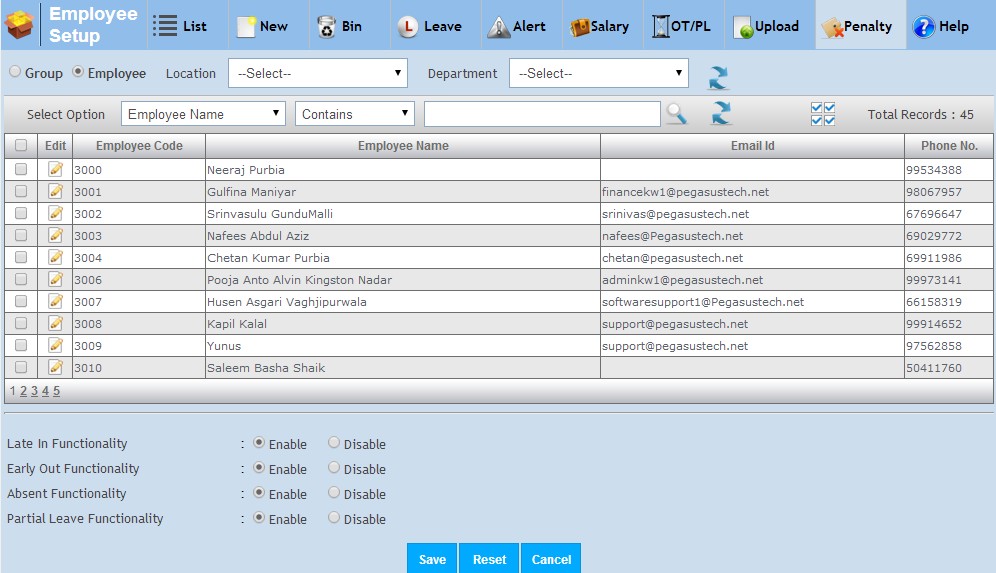 Employee Setup List New Bin Leave Alert Salary OT/PL Upload Penalty Help
Group Employee Location --Select-- Department --Select--
Select Option Employee Name Contains Total Records : 45
Edit Employee Code Employee Name Email Id Phone No.
3000 Neeraj Purbia 99534388
3001 Gulfina Maniyar financekw1@pegasustech.net 98067957
3002 Srinvasulu GunduMalli srinivas@pegasustech.net 67696647
3003 Nafees Abdul Aziz nafees@Pegasustech.net 69029772
3004 Chetan Kumar Purbia chetan@pegasustech.net 69911986
3006 Pooja Anto Alvin Kingston Nadar adminkw1@pegasustech.net 99973141
3007 Husen Asgari Vaghjipurwala softwaresupport1@Pegasustech.net 66158319
3008 Kapil Kalal support@pegasustech.net 99914652
3009 Yunus support@pegasustech.net 97562858
3010 Saleem Basha Shaik 50411760
1 2 3 4 5
Late In Functionality : Enable Disable
Early Out Functionality : Enable Disable
Absent Functionality : Enable Disable
Partial Leave Functionality : Enable Disable
Save Reset Cancel